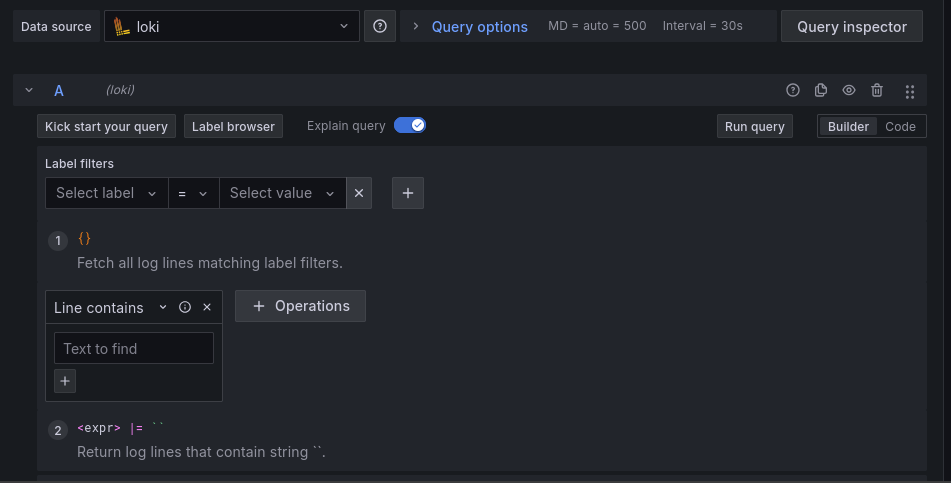 Data source loki Query options MD = auto = 500 Interval = 30s Query inspector
A (loki)
Kick start your query Label browser Explain query Run query Builder Code
Label filters
Select label = Select value
1 {}
Fetch all log lines matching label filters.
Line contains + Operations
Text to find
+
2 <expr> |= ``
Return log lines that contain string ``.